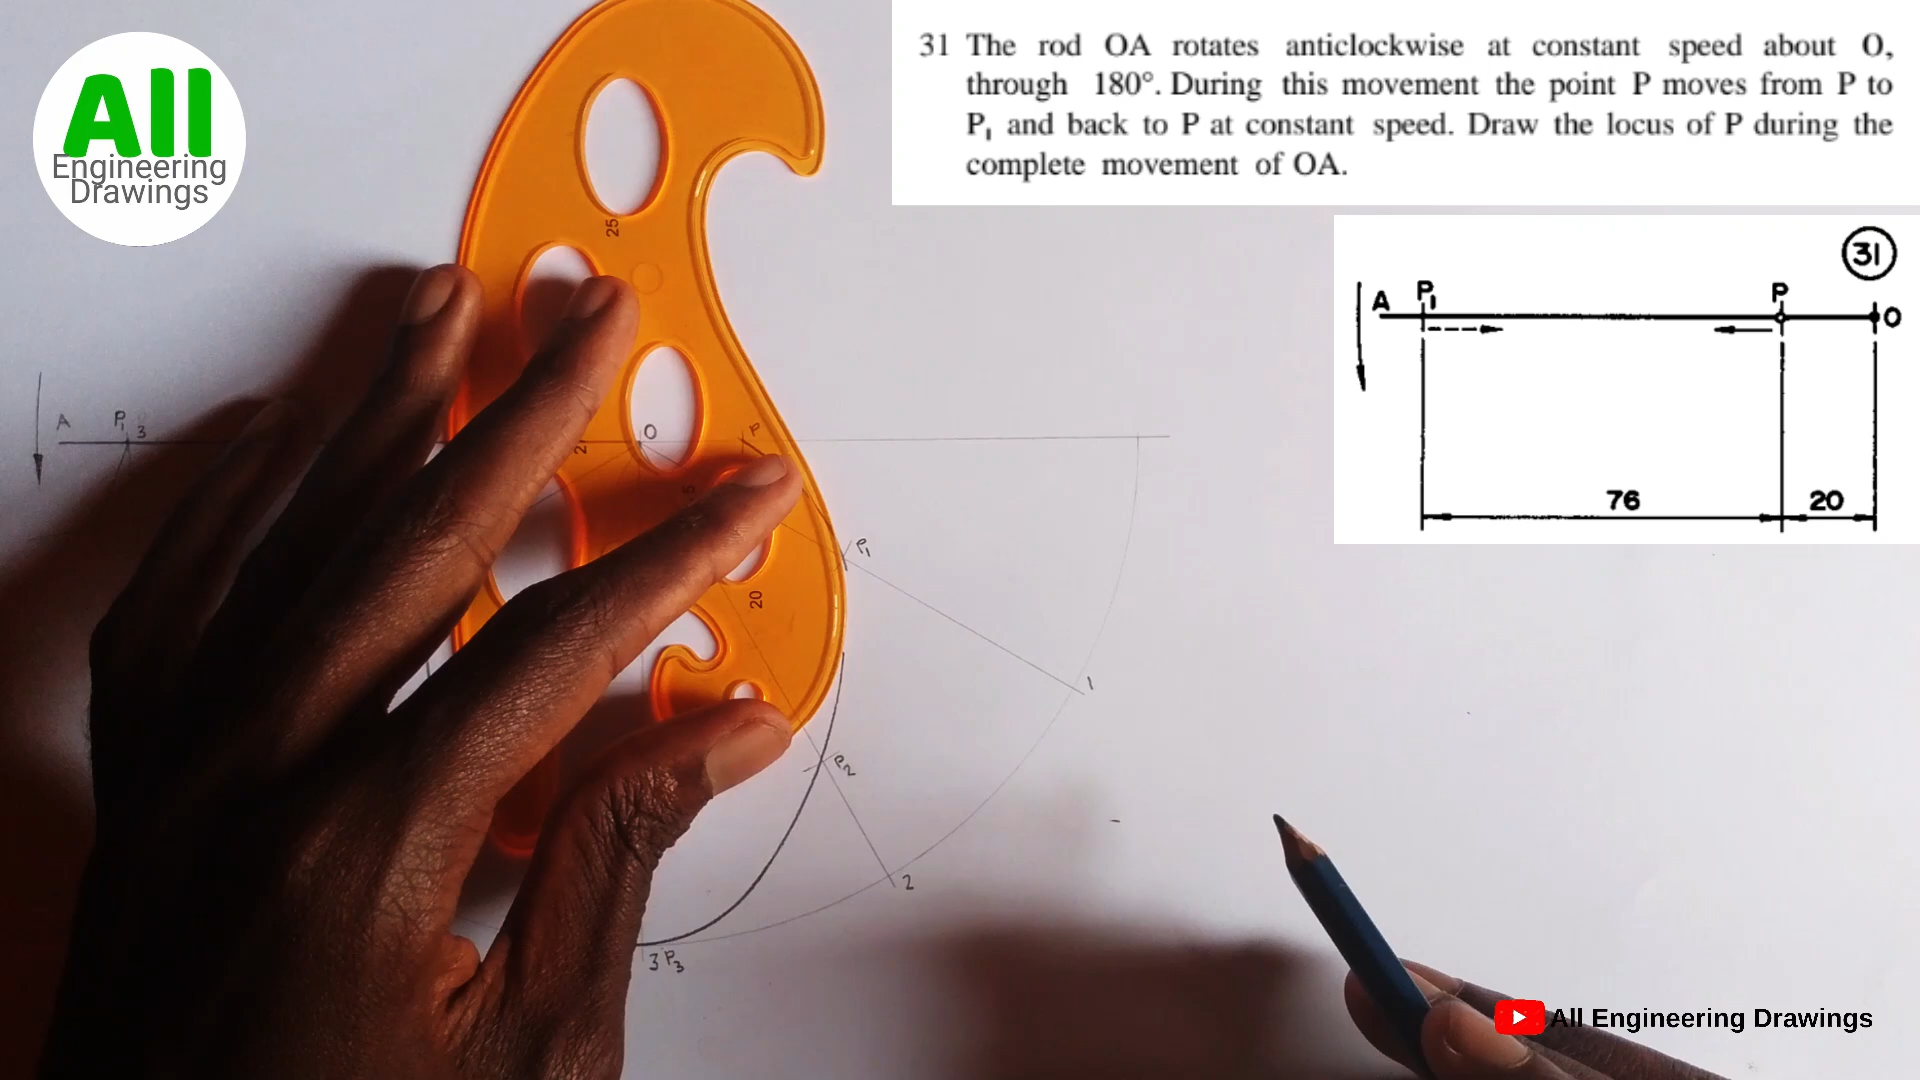 All
Engineering
Drawings
31 The rod OA rotates anticlockwise at constant speed about O,
through 180°. During this movement the point P moves from P to
P₁ and back to P at constant speed. Draw the locus of P during the
complete movement of OA.
31
A P₁ P O
76 20
25
A P₁ 3 2 O P
P₁
20
1
P₂
2
3 P₃
All Engineering Drawings